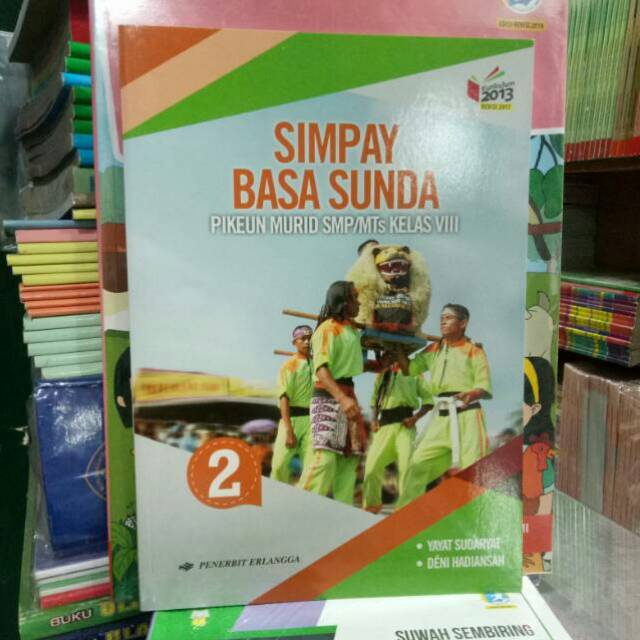 Kurikulum
2013
REVISI 2017
SIMPAY
BASA SUNDA
PIKEUN MURID SMP/MTs KELAS VIII
2
• YAYAT SUDARYAT
• DÉNI HADIANSAH
PENERBIT ERLANGGA
BUKU
SUWAH SEMBIRING